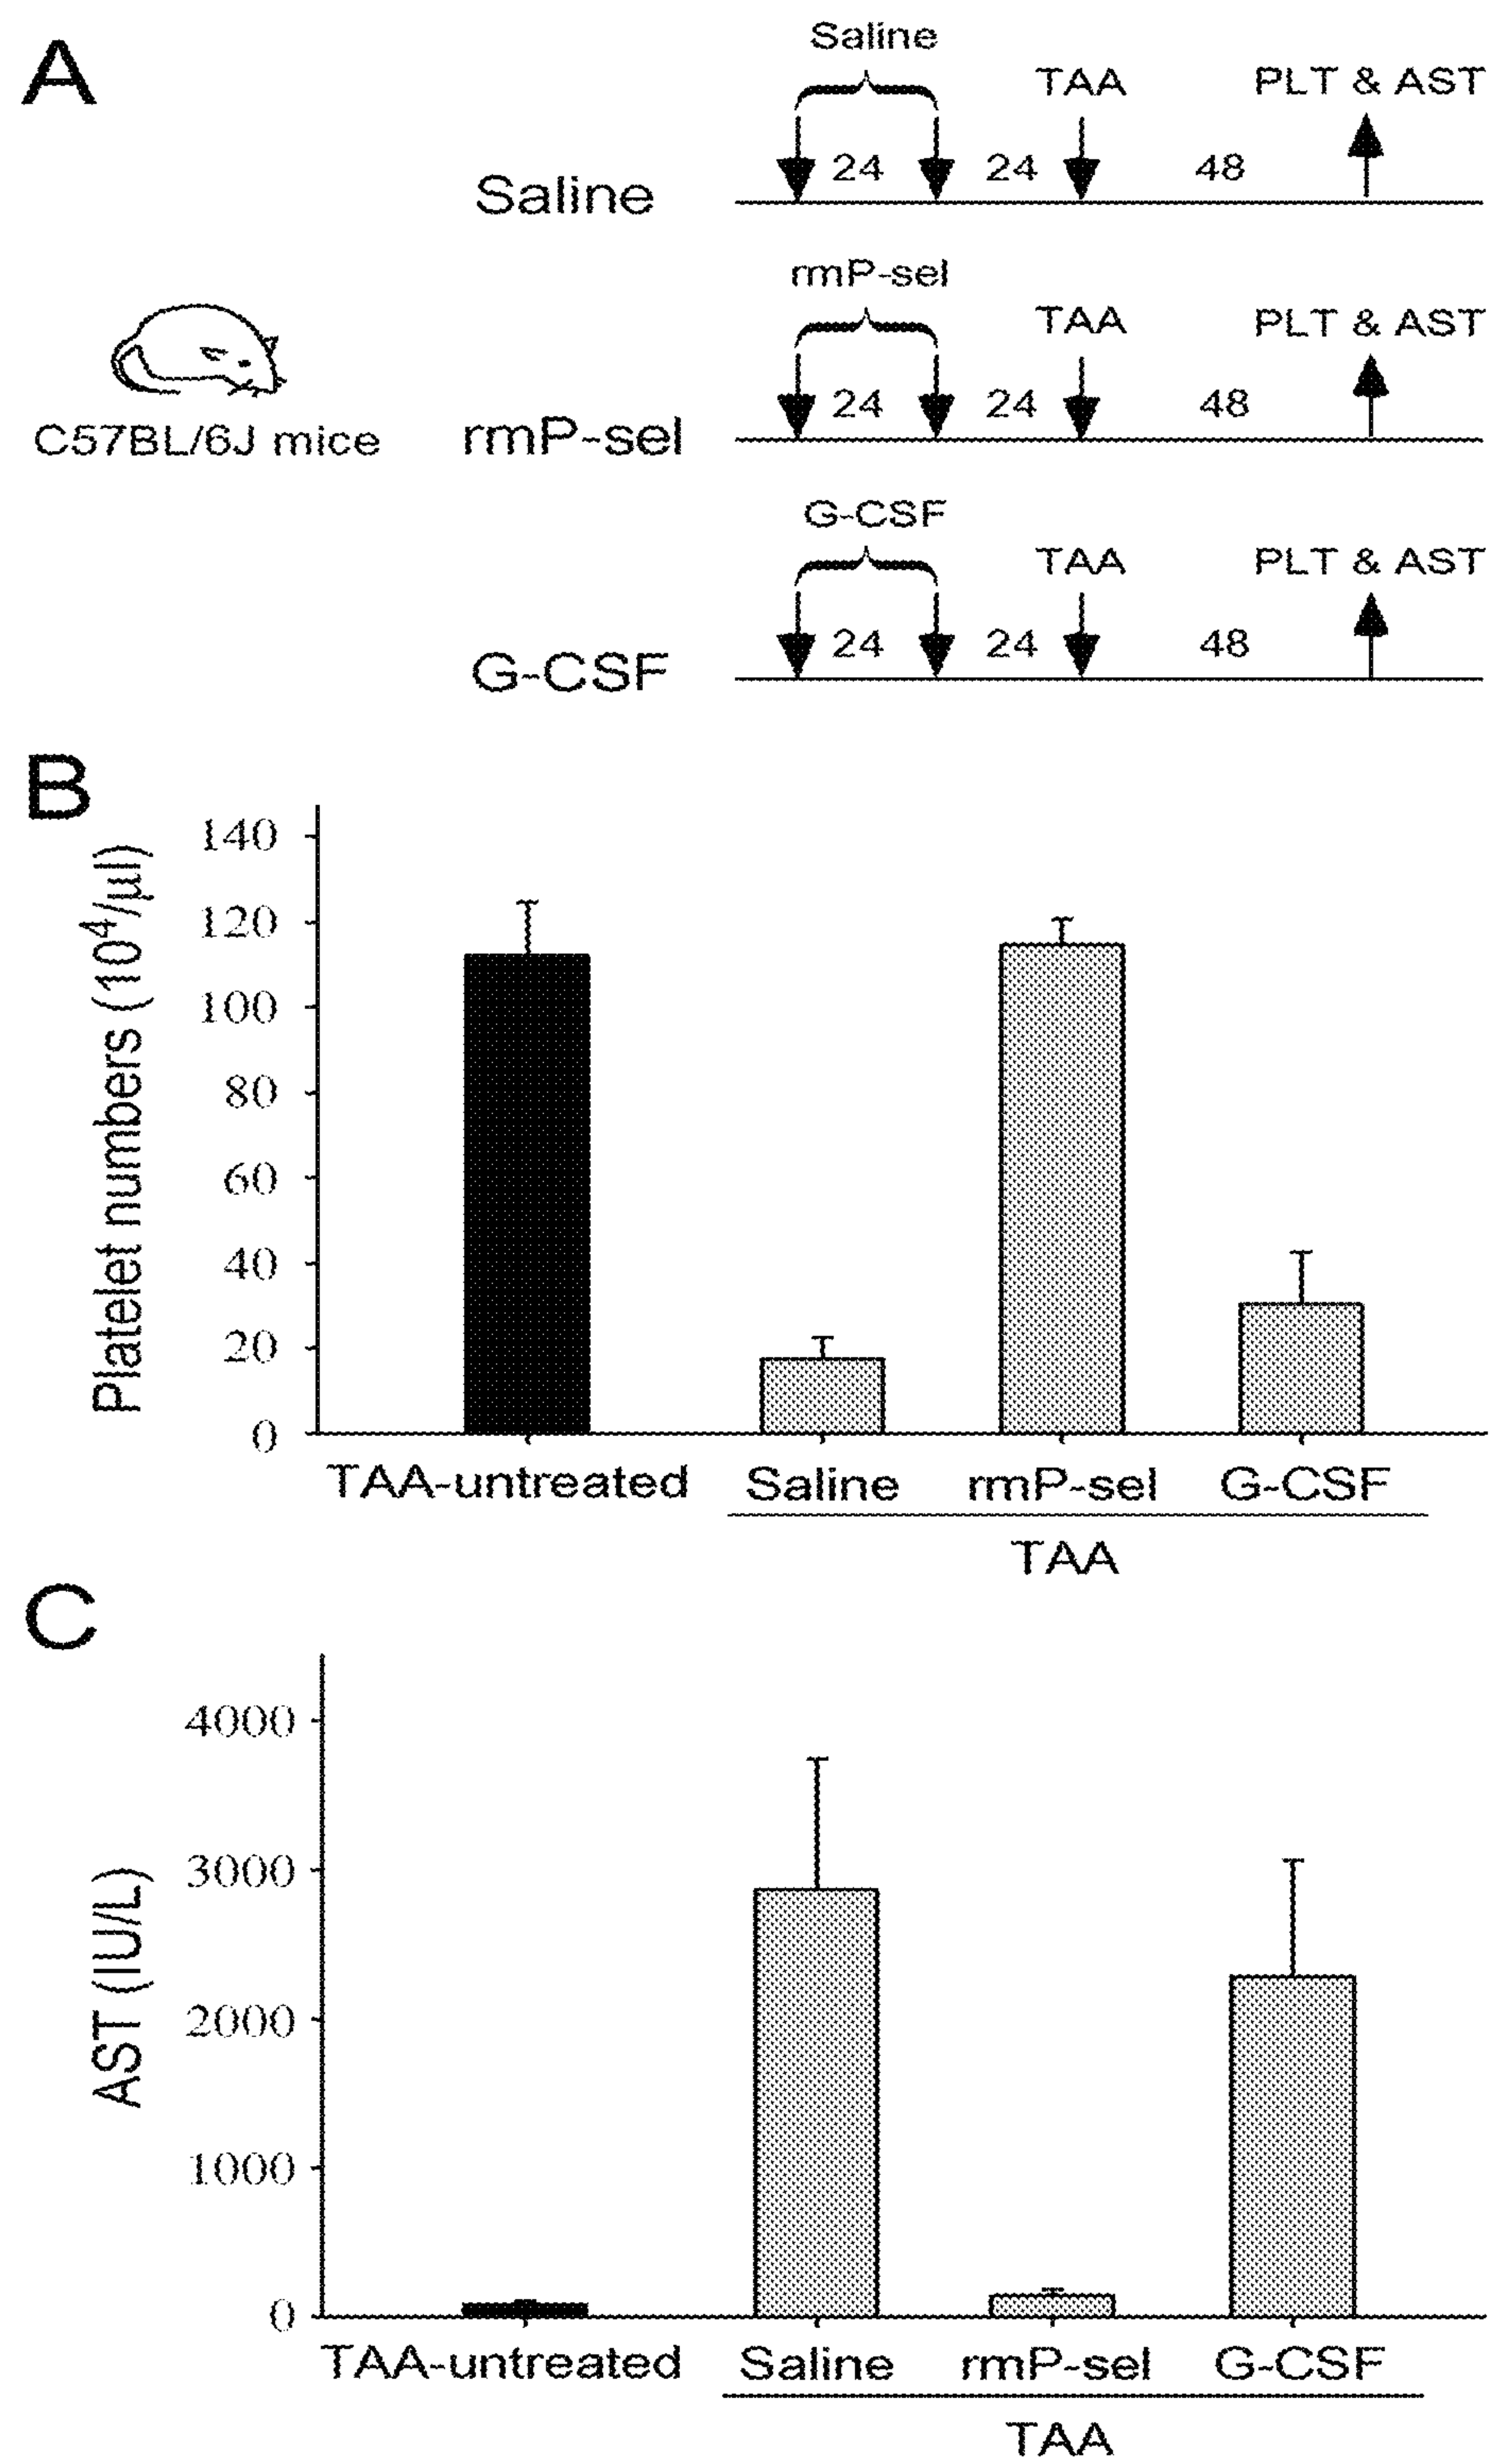 A
Saline
TAA PLT & AST
24 24 48
Saline
rmP-sel
TAA PLT & AST
24 24 48
C57BL/6J mice rmP-sel
G-CSF
TAA PLT & AST
24 24 48
G-CSF
B
Platelet numbers (10⁴/µl)
140
120
100
80
60
40
20
0
TAA-untreated Saline rmP-sel G-CSF
TAA
C
AST (IU/L)
4000
3000
2000
1000
0
TAA-untreated Saline rmP-sel G-CSF
TAA